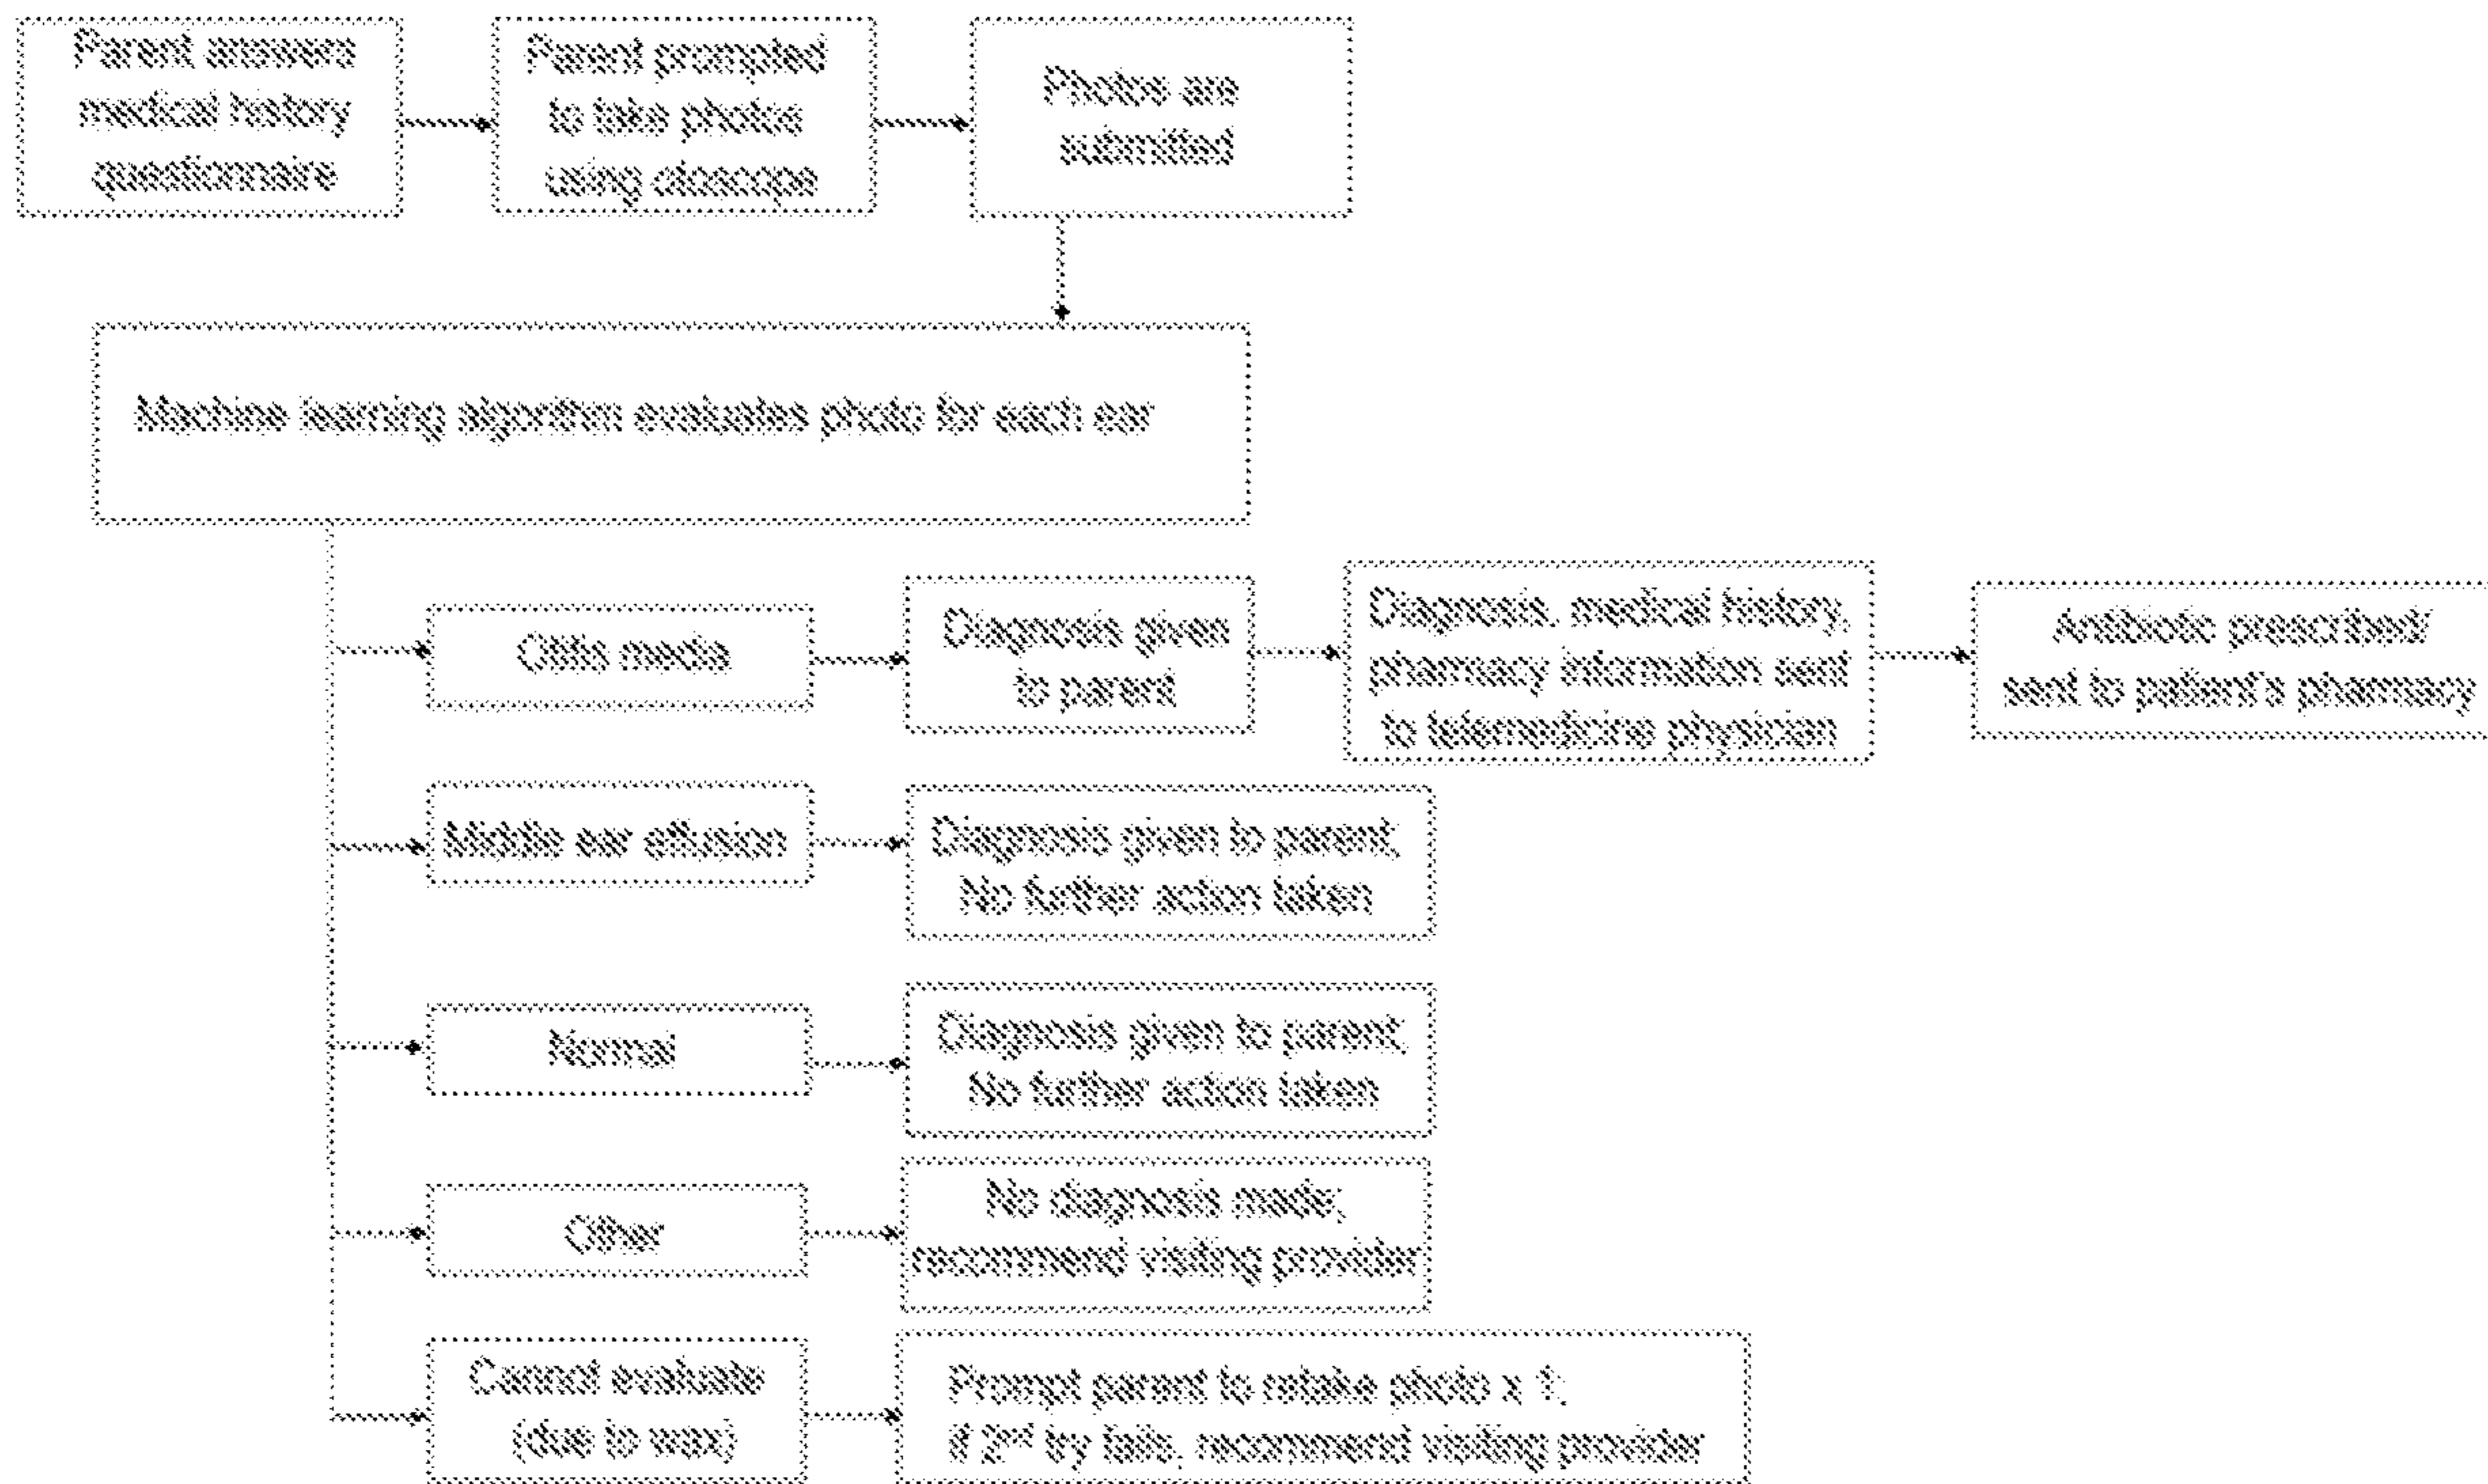 Parent answers
medical history
questionnaire
Parent prompted
to take photos
using otoscope
Photos are
submitted
Machine learning algorithm evaluates photo for each ear
Otitis media
Diagnosis given
to parent
Diagnosis, medical history,
pharmacy information sent
to telemedicine physician
Antibiotic prescribed/
sent to patient's pharmacy
Middle ear effusion
Diagnosis given to parent;
No further action taken
Normal
Diagnosis given to parent;
No further action taken
Other
No diagnosis made;
recommend visiting provider
Cannot evaluate
(due to wax)
Prompt parent to retake photo x 1;
if 2nd try fails, recommend visiting provider